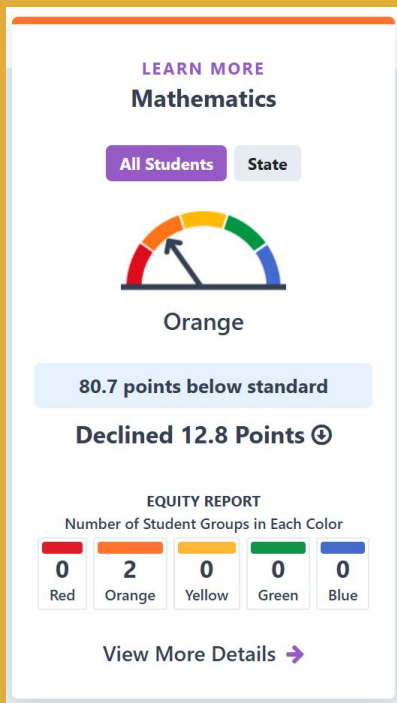 LEARN MORE
Mathematics
All Students State
Orange
80.7 points below standard
Declined 12.8 Points
EQUITY REPORT
Number of Student Groups in Each Color
0 2 0 0 0
Red Orange Yellow Green Blue
View More Details